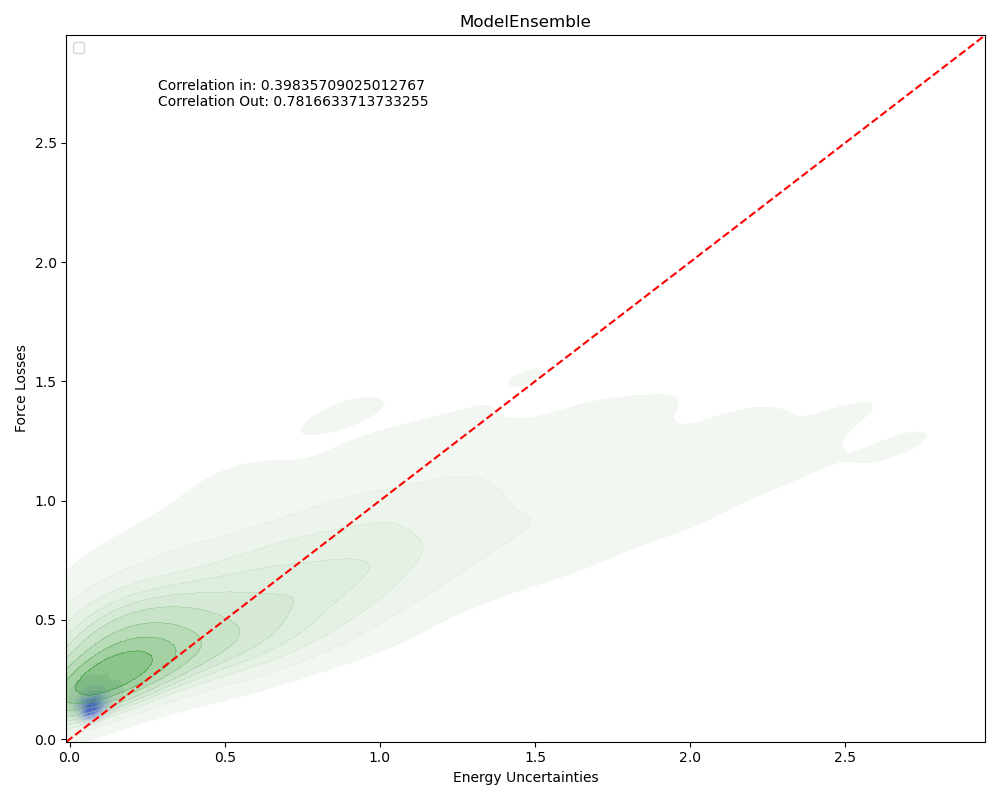 ModelEnsemble
Correlation in: 0.39835709025012767
Correlation Out: 0.7816633713733255
2.5
2.0
1.5
1.0
0.5
0.0
Force Losses
0.0 0.5 1.0 1.5 2.0 2.5
Energy Uncertainties